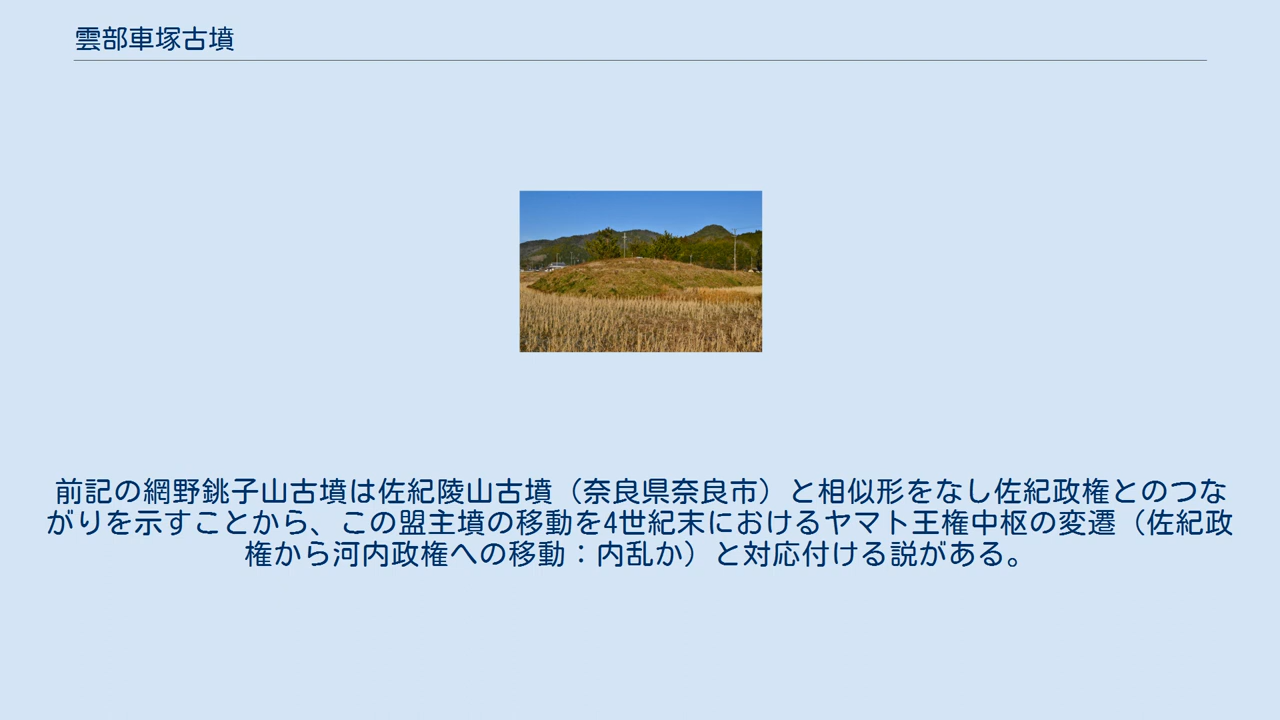 雲部車塚古墳
前記の網野銚子山古墳は佐紀陵山古墳（奈良県奈良市）と相似形をなし佐紀政権とのつな
がりを示すことから、この盟主墳の移動を4世紀末におけるヤマト王権中枢の変遷（佐紀政
権から河内政権への移動：内乱か）と対応付ける説がある。